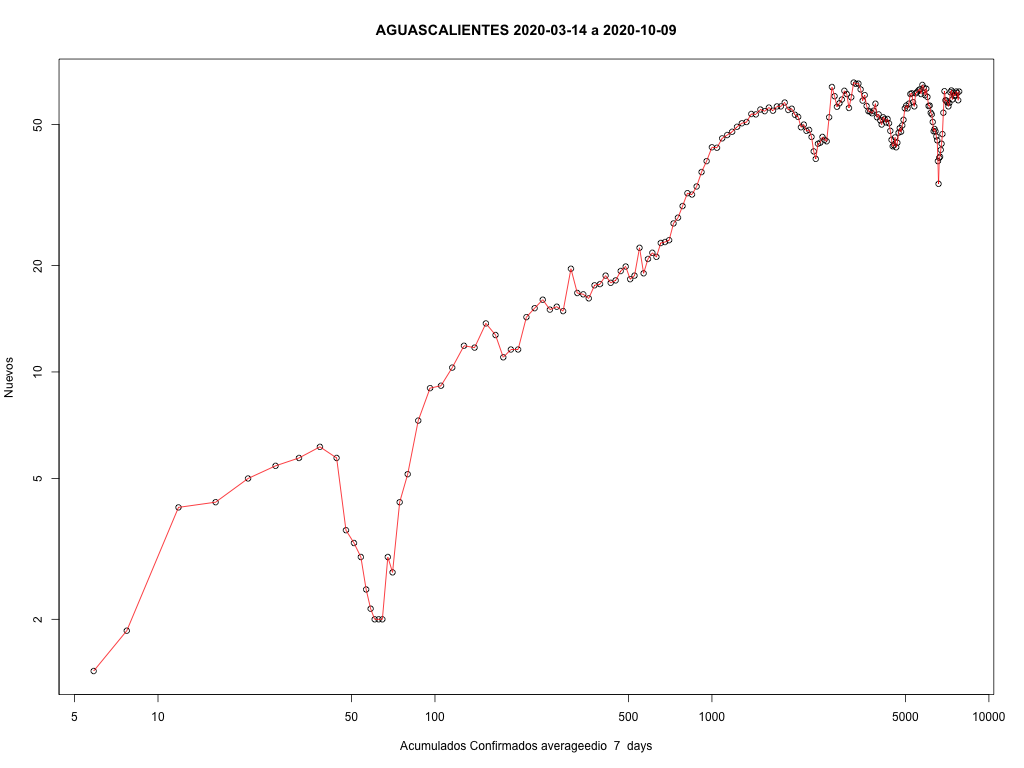 AGUASCALIENTES 2020-03-14 a 2020-10-09
50
20
10
5
2
Nuevos
5 10 50 100 500 1000 5000 10000
Acumulados Confirmados averageedio 7 days